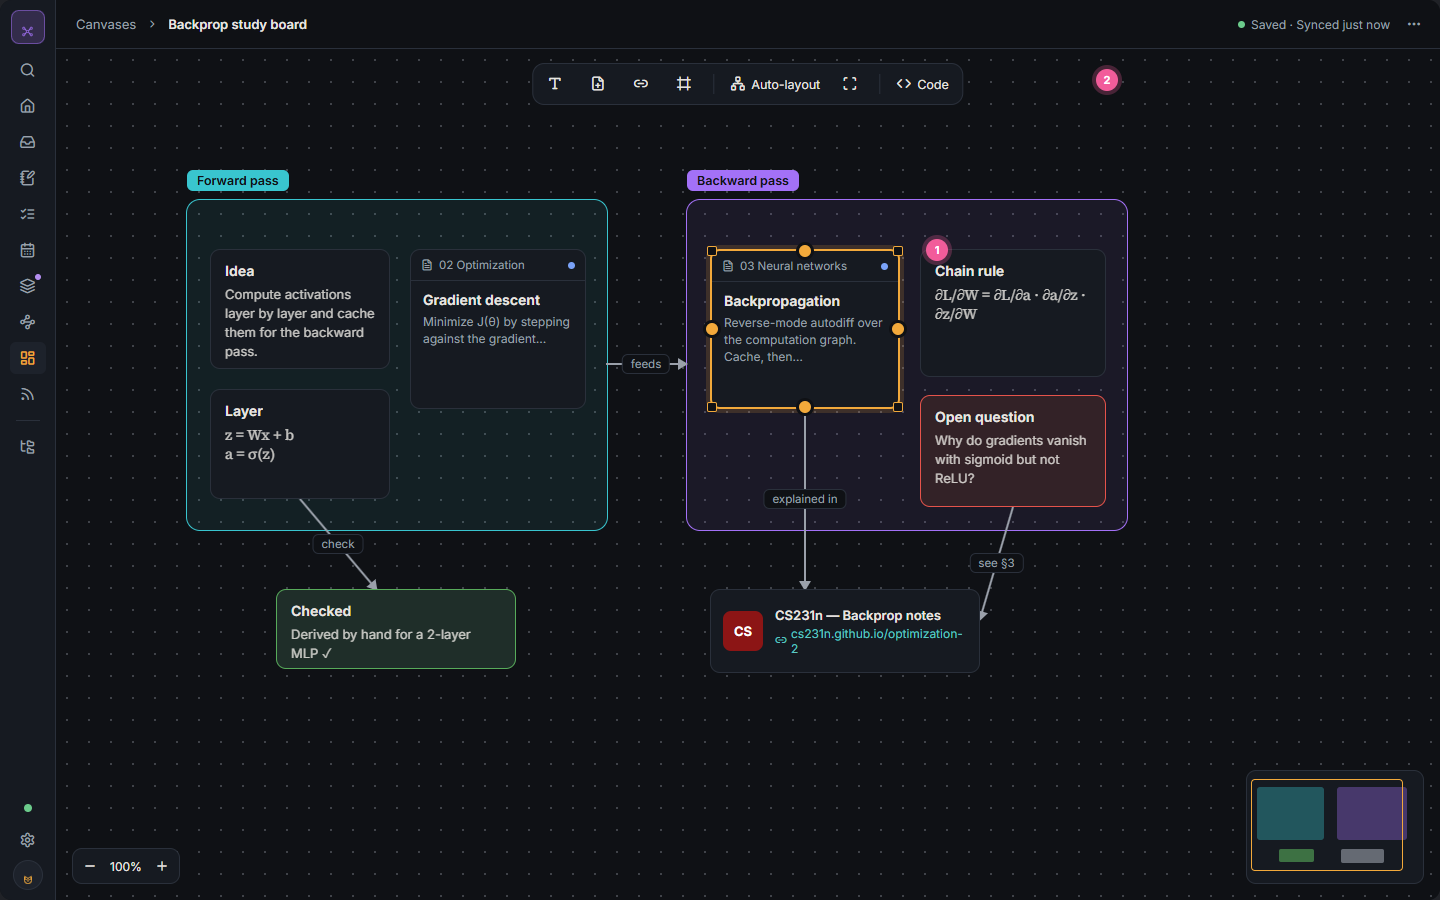 Canvases > Backprop study board
Saved · Synced just now
Auto-layout
Code
2
Forward pass
Idea
Compute activations
layer by layer and cache
them for the backward
pass.
02 Optimization
Gradient descent
Minimize J(θ) by stepping
against the gradient...
Layer
z = Wx + b
a = σ(z)
feeds
Backward pass
03 Neural networks
Backpropagation
Reverse-mode autodiff over
the computation graph.
Cache, then...
1
Chain rule
∂L/∂W = ∂L/∂a · ∂a/∂z ·
∂z/∂W
Open question
Why do gradients vanish
with sigmoid but not
ReLU?
check
explained in
see §3
Checked
Derived by hand for a 2-layer
MLP ✓
CS
CS231n — Backprop notes
cs231n.github.io/optimization-
2
− 100% +